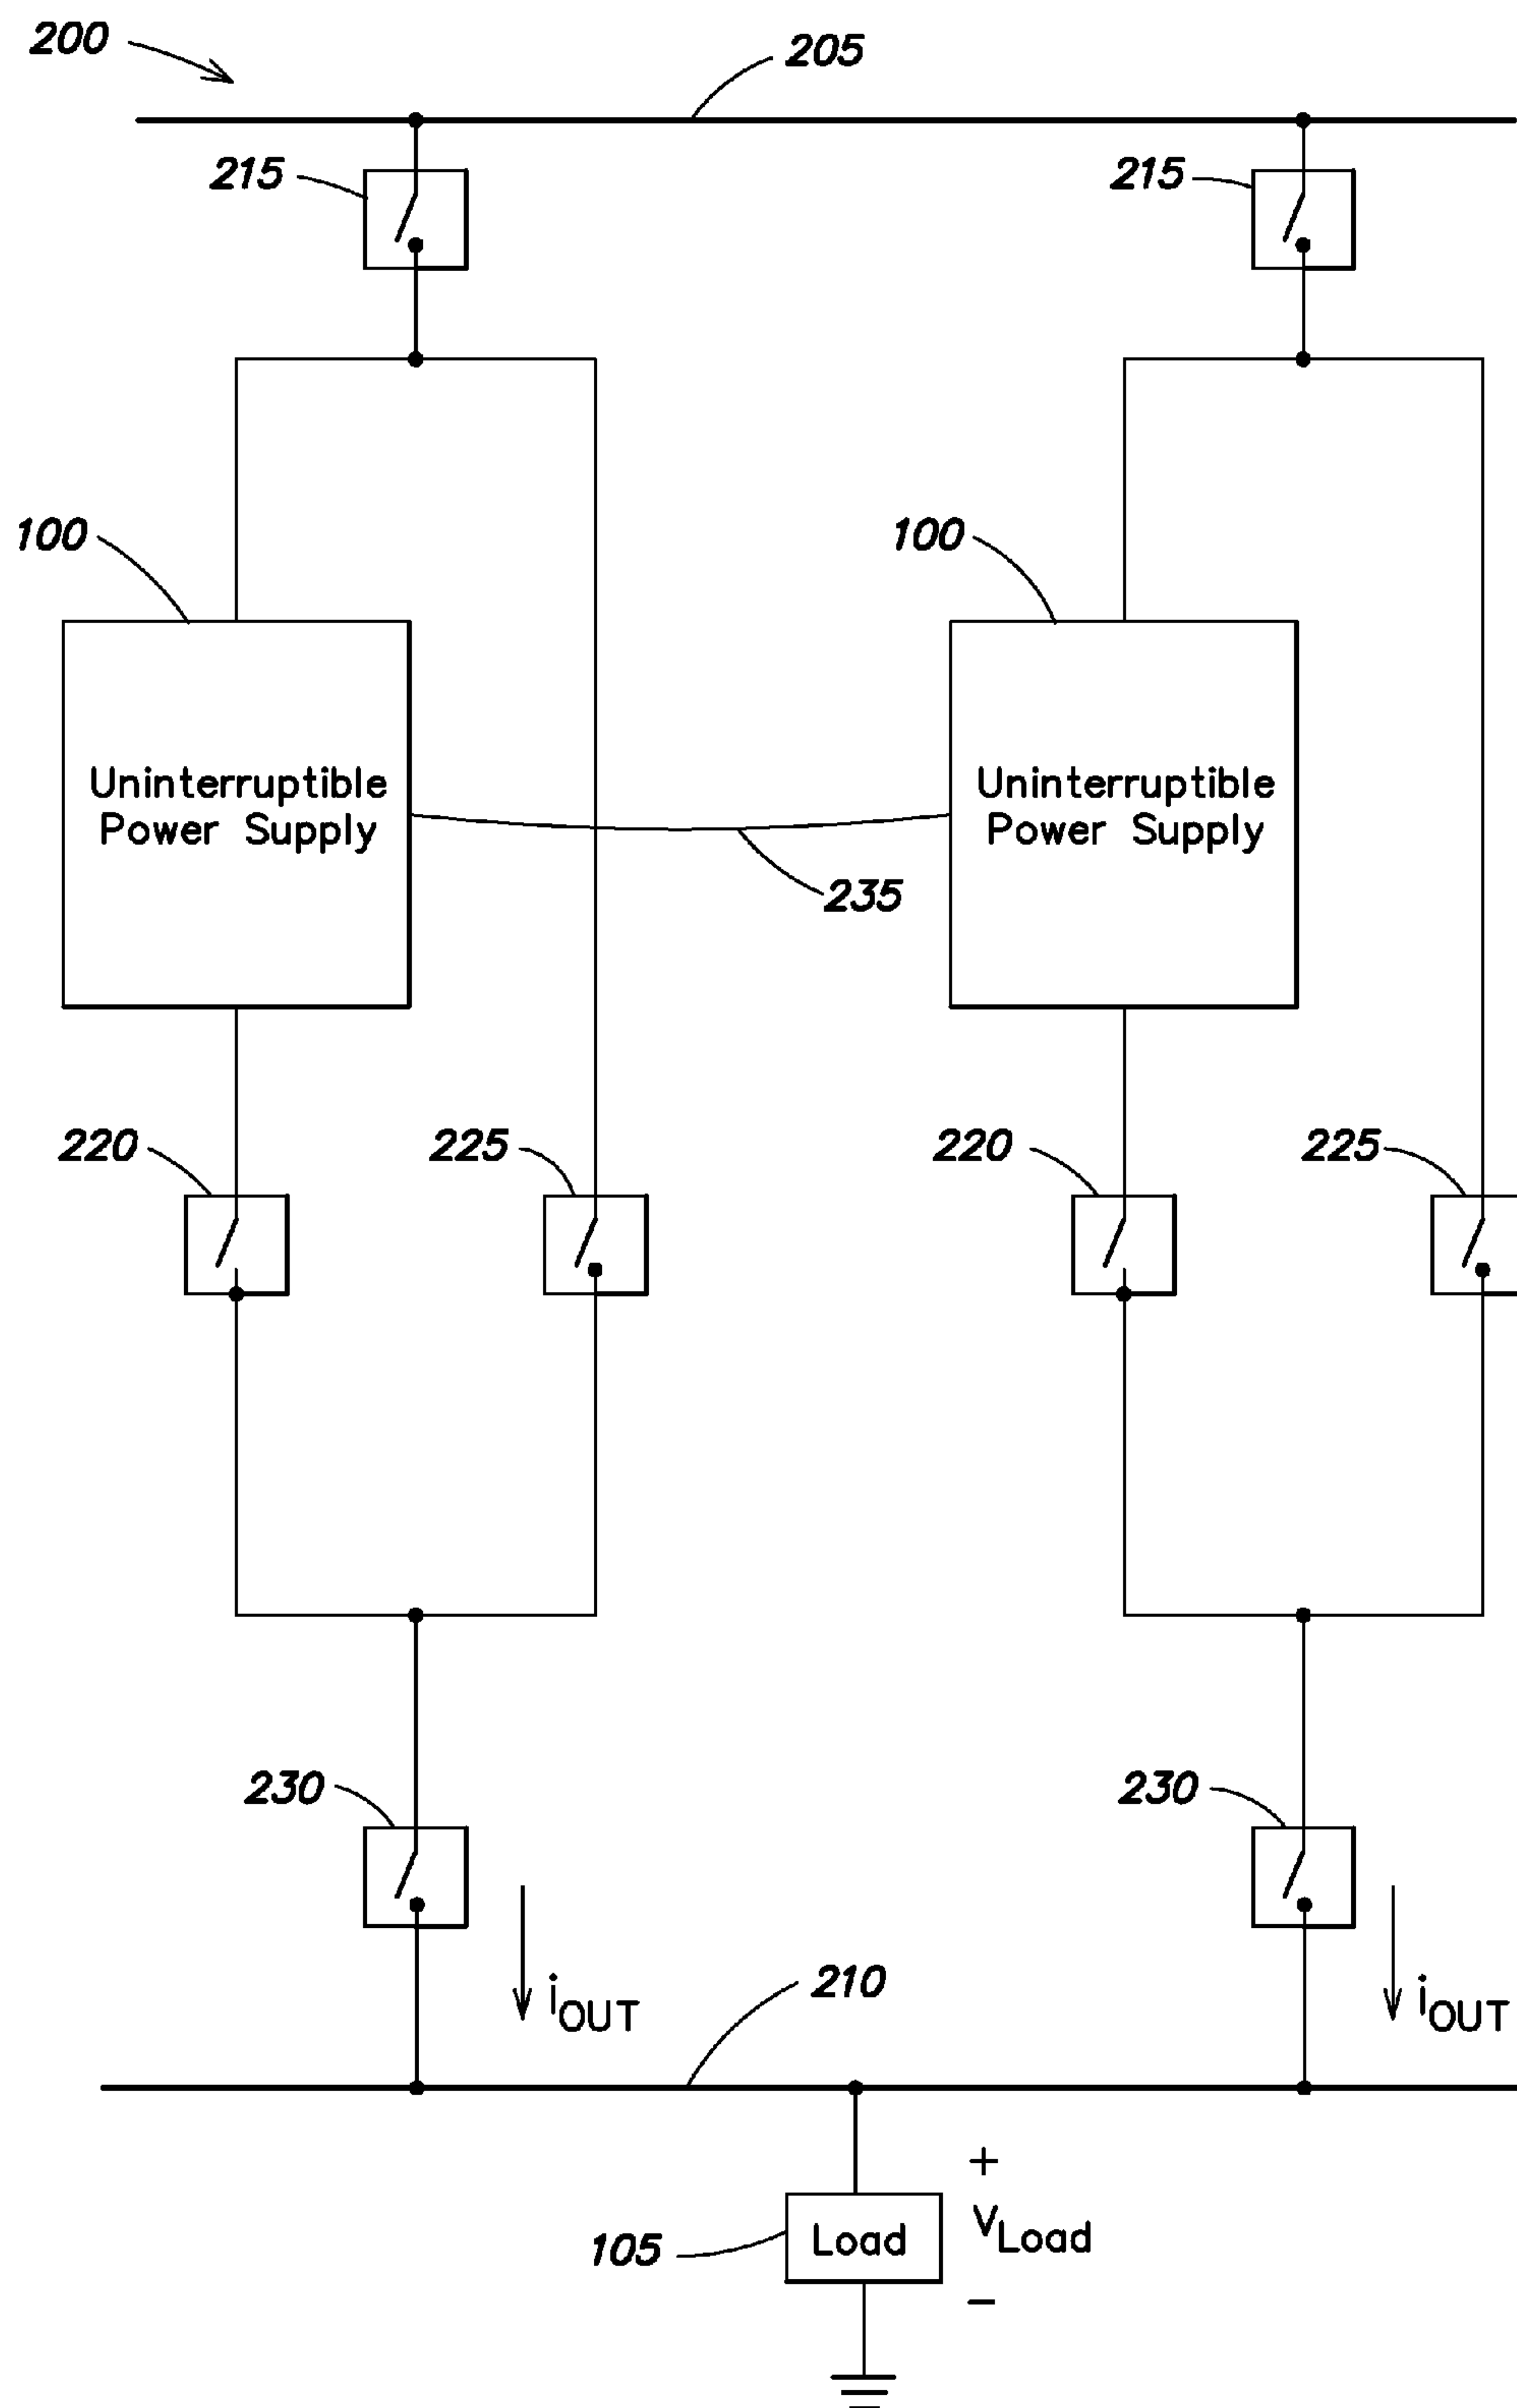 200
205
215
215
100
100
Uninterruptible
Power Supply
Uninterruptible
Power Supply
235
220
225
220
225
230
230
210
iOUT
iOUT
+
105
Load
VLoad
−